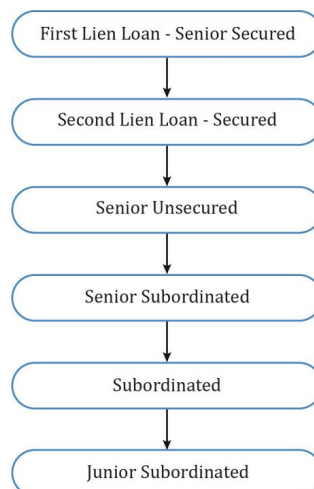 First Lien Loan - Senior Secured
Second Lien Loan - Secured
Senior Unsecured
Senior Subordinated
Subordinated
Junior Subordinated